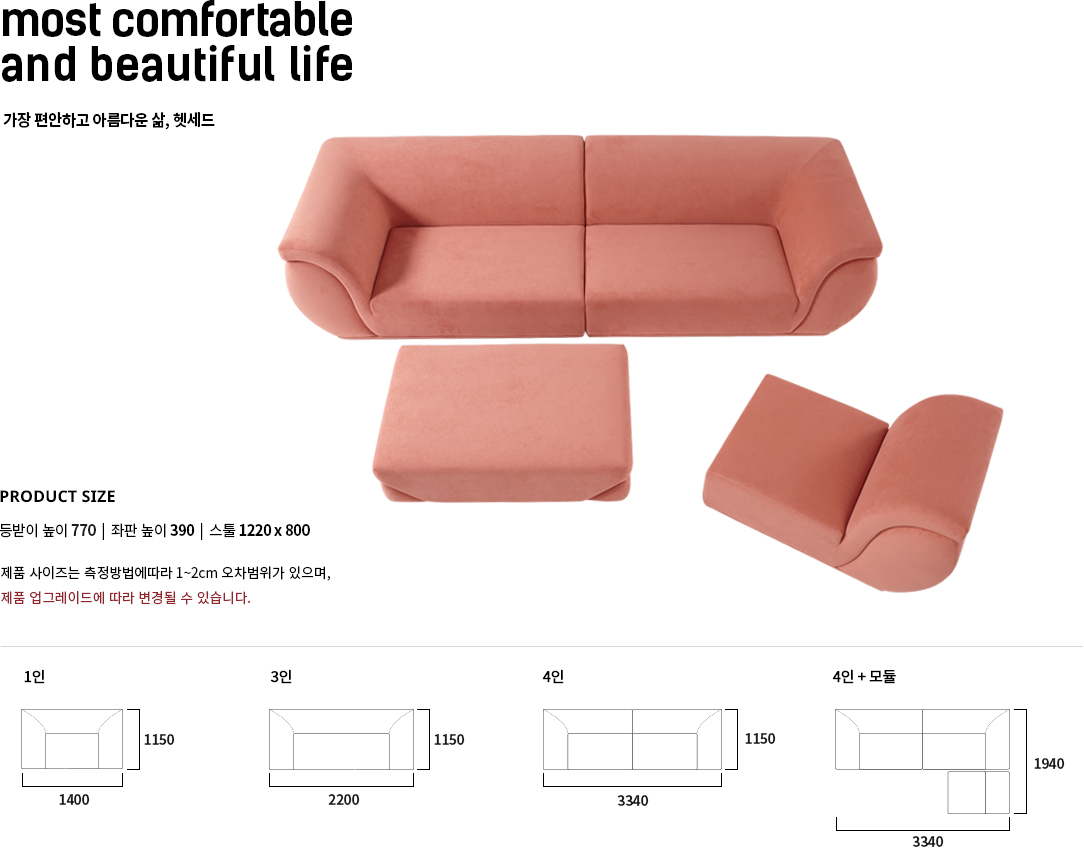 most comfortable
and beautiful life
가장 편안하고 아름다운 삶, 헷세드
PRODUCT SIZE
등받이 높이 770 | 좌판 높이 390 | 스툴 1220 x 800
제품 사이즈는 측정방법에따라 1~2cm 오차범위가 있으며,
제품 업그레이드에 따라 변경될 수 있습니다.
1인
3인
4인
4인 + 모듈
1150
1400
1150
2200
1150
3340
1940
3340